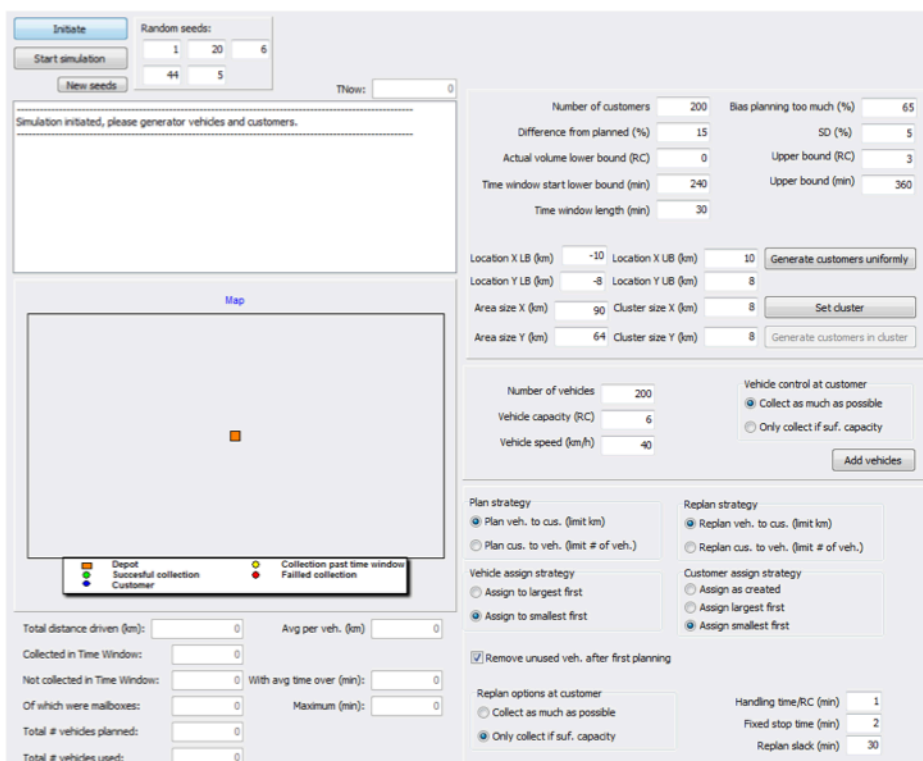 Initiate
Random seeds:
1 20 6
Start simulation
44 5
New seeds
TNow: 0
Simulation initiated, please generator vehicles and customers.
Map
Depot
Succesful collection
Customer
Collection past time window
Failled collection
Total distance driven (km): 0
Avg per veh. (km) 0
Collected in Time Window: 0
Not collected in Time Window: 0
With avg time over (min): 0
Of which were mailboxes: 0
Maximum (min): 0
Total # vehicles planned: 0
Total # vehicles used: 0
Number of customers 200
Bias planning too much (%) 65
Difference from planned (%) 15
SD (%) 5
Actual volume lower bound (RC) 0
Upper bound (RC) 3
Time window start lower bound (min) 240
Upper bound (min) 360
Time window length (min) 30
Location X LB (km) -10
Location X UB (km) 10
Generate customers uniformly
Location Y LB (km) -8
Location Y UB (km) 8
Area size X (km) 90
Cluster size X (km) 8
Set cluster
Area size Y (km) 64
Cluster size Y (km) 8
Generate customers in cluster
Number of vehicles 200
Vehicle capacity (RC) 6
Vehicle speed (km/h) 40
Vehicle control at customer
Collect as much as possible
Only collect if suf. capacity
Add vehicles
Plan strategy
Plan veh. to cus. (limit km)
Plan cus. to veh. (limit # of veh.)
Replan strategy
Replan veh. to cus. (limit km)
Replan cus. to veh. (limit # of veh.)
Vehicle assign strategy
Assign to largest first
Assign to smallest first
Customer assign strategy
Assign as created
Assign largest first
Assign smallest first
Remove unused veh. after first planning
Replan options at customer
Collect as much as possible
Only collect if suf. capacity
Handling time/RC (min) 1
Fixed stop time (min) 2
Replan slack (min) 30